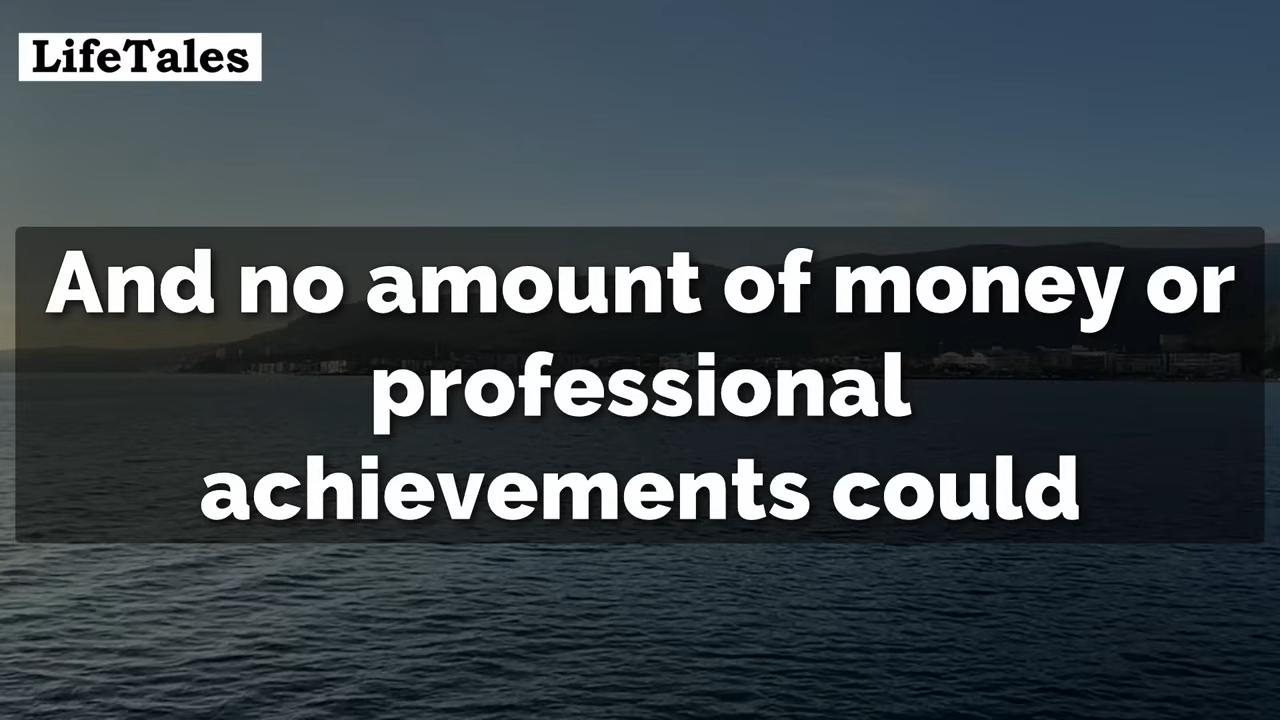 LifeTales
And no amount of money or
professional
achievements could